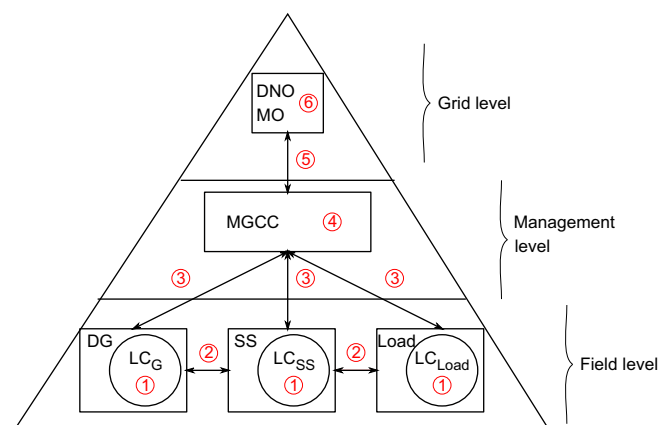 DNO
MO
⑥
Grid level
⑤
MGCC ④
Management
level
③ ③ ③
DG SS Load
LC_G LC_SS LC_Load
② ②
① ① ①
Field level